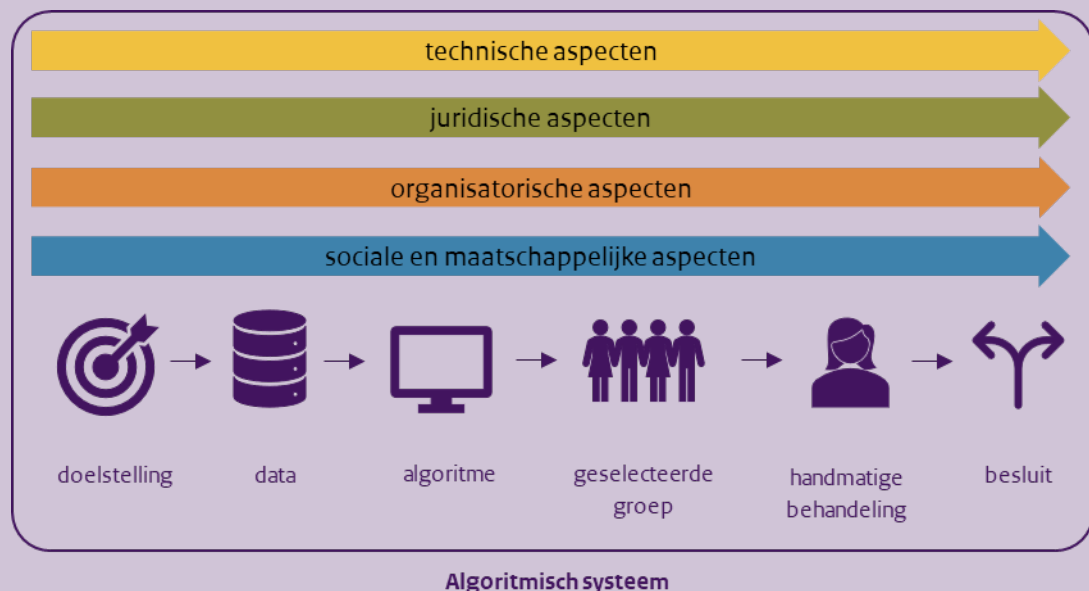 technische aspecten
juridische aspecten
organisatorische aspecten
sociale en maatschappelijke aspecten
doelstelling
data
algoritme
geselecteerde
groep
handmatige
behandeling
besluit
Algoritmisch systeem